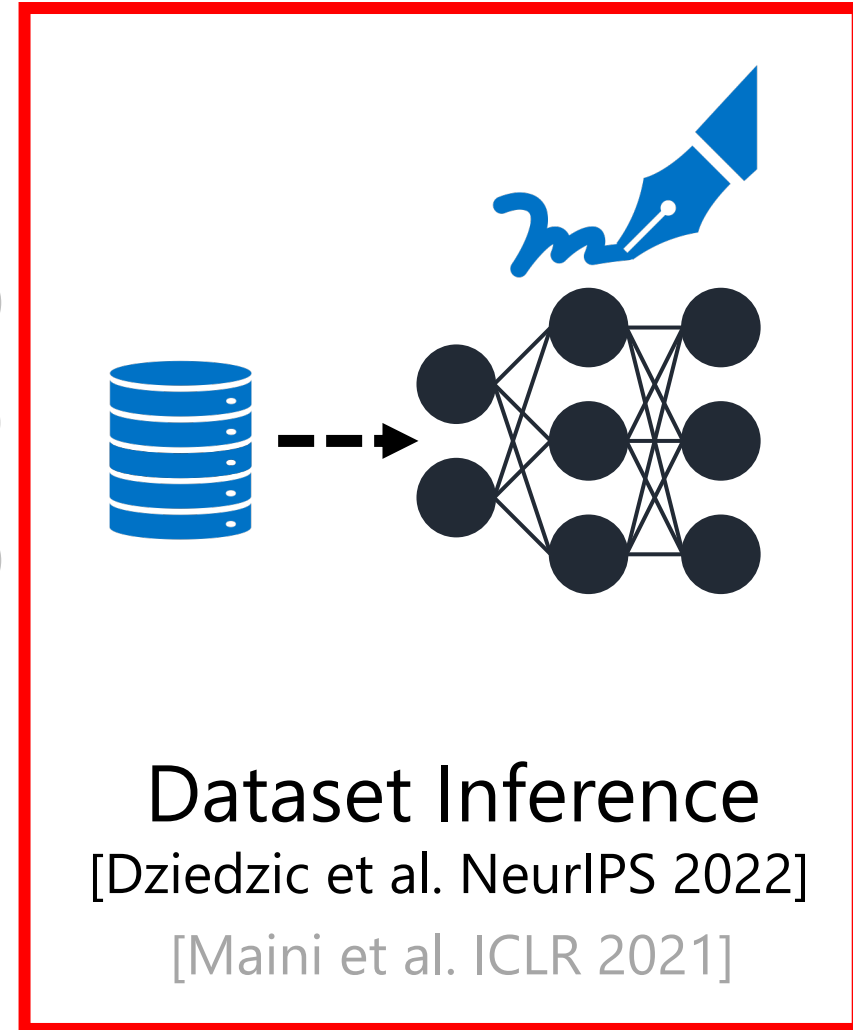 Dataset Inference
[Dziedzic et al. NeurIPS 2022]
[Maini et al. ICLR 2021]